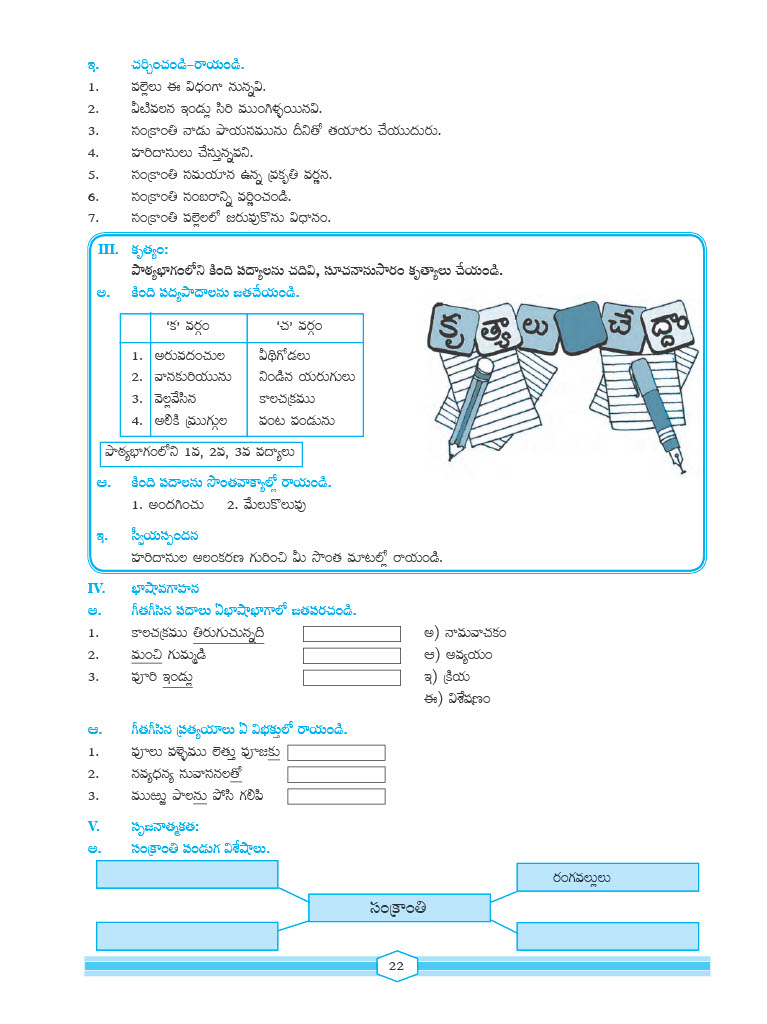 ఇ. చర్చించండి-రాయండి.
1. పల్లెలు ఈ విధంగా నున్నవి.
2. వీటివలన ఇండ్లు సిరి ముంగిళ్ళయినవి.
3. సంక్రాంతి నాడు పాయసమును దీనితో తయారు చేయుదురు.
4. హరిదాసులు చేస్తున్నపని.
5. సంక్రాంతి సమయాన ఉన్న ప్రకృతి వర్ణన.
6. సంక్రాంతి సంబరాన్ని వర్ణించండి.
7. సంక్రాంతి పల్లెలలో జరుపుకొను విధానం.
III. కృత్యం:
పాఠ్యభాగంలోని కింది పద్యాలను చదివి, సూచనానుసారం కృత్యాలు చేయండి.
అ. కింది పద్యపాదాలను జతచేయండి.
కృత్యాలు చేద్దాం
'క' వర్గం 'చ' వర్గం
1. అరువదంచుల వీథిగోడలు
2. వానకురియును నిండిన యరుగులు
3. వెల్లవేసిన కాలచక్రము
4. అలికి మ్రుగ్గుల పంట పండును
పాఠ్యభాగంలోని 1వ, 2వ, 3వ పద్యాలు
ఆ. కింది పదాలను సొంతవాక్యాల్లో రాయండి.
1. అందగించు 2. మేలుకొలుపు
ఇ. స్వీయస్పందన
హరిదాసుల అలంకరణ గురించి మీ సొంత మాటల్లో రాయండి.
IV. భాషావగాహన
అ. గీతగీసిన పదాలు ఏభాషాభాగాలో జతపరచండి.
1. కాలచక్రము తిరుగుచున్నది అ) నామవాచకం
2. మంచి గుమ్మడి ఆ) అవ్యయం
3. పూరి ఇండ్లు ఇ) క్రియ
ఈ) విశేషణం
ఆ. గీతగీసిన ప్రత్యయాలు ఏ విభక్తులో రాయండి.
1. పూలు పళ్ళెము లెత్తు పూజకు
2. నవ్యధన్య సువాసనలతో
3. ముఱ్ఱు పాలను పోసి గలిపి
V. సృజనాత్మకత:
అ. సంక్రాంతి పండుగ విశేషాలు.
రంగవల్లులు
సంక్రాంతి
22